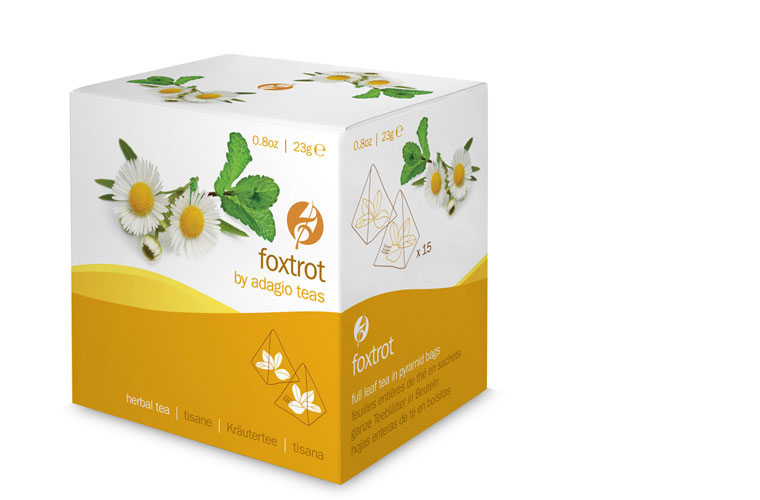 0.8oz | 23g ℮
foxtrot
by adagio teas
herbal tea | tisane | Kräutertee | tisana
0.8oz | 23g ℮
x 15
foxtrot
full leaf tea in pyramid bags
feuilles entières de thé en sachets
ganze Teeblätter in Beuteln
hojas enteras de té en bolsitas